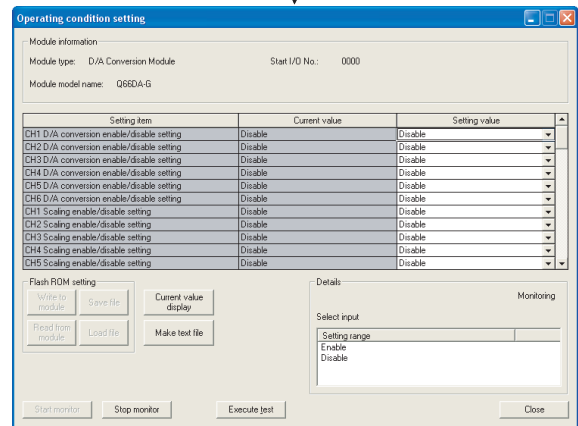 Operating condition setting
Module information
Module type: D/A Conversion Module Start I/O No.: 0000
Module model name: Q66DA-G
Setting item Current value Setting value
CH1 D/A conversion enable/disable setting Disable Disable
CH2 D/A conversion enable/disable setting Disable Disable
CH3 D/A conversion enable/disable setting Disable Disable
CH4 D/A conversion enable/disable setting Disable Disable
CH5 D/A conversion enable/disable setting Disable Disable
CH6 D/A conversion enable/disable setting Disable Disable
CH1 Scaling enable/disable setting Disable Disable
CH2 Scaling enable/disable setting Disable Disable
CH3 Scaling enable/disable setting Disable Disable
CH4 Scaling enable/disable setting Disable Disable
CH5 Scaling enable/disable setting Disable Disable
Flash ROM setting
Write to module
Save file
Current value display
Read from module
Load file
Make text file
Details
Monitoring
Select input
Setting range
Enable
Disable
Start monitor Stop monitor Execute test Close